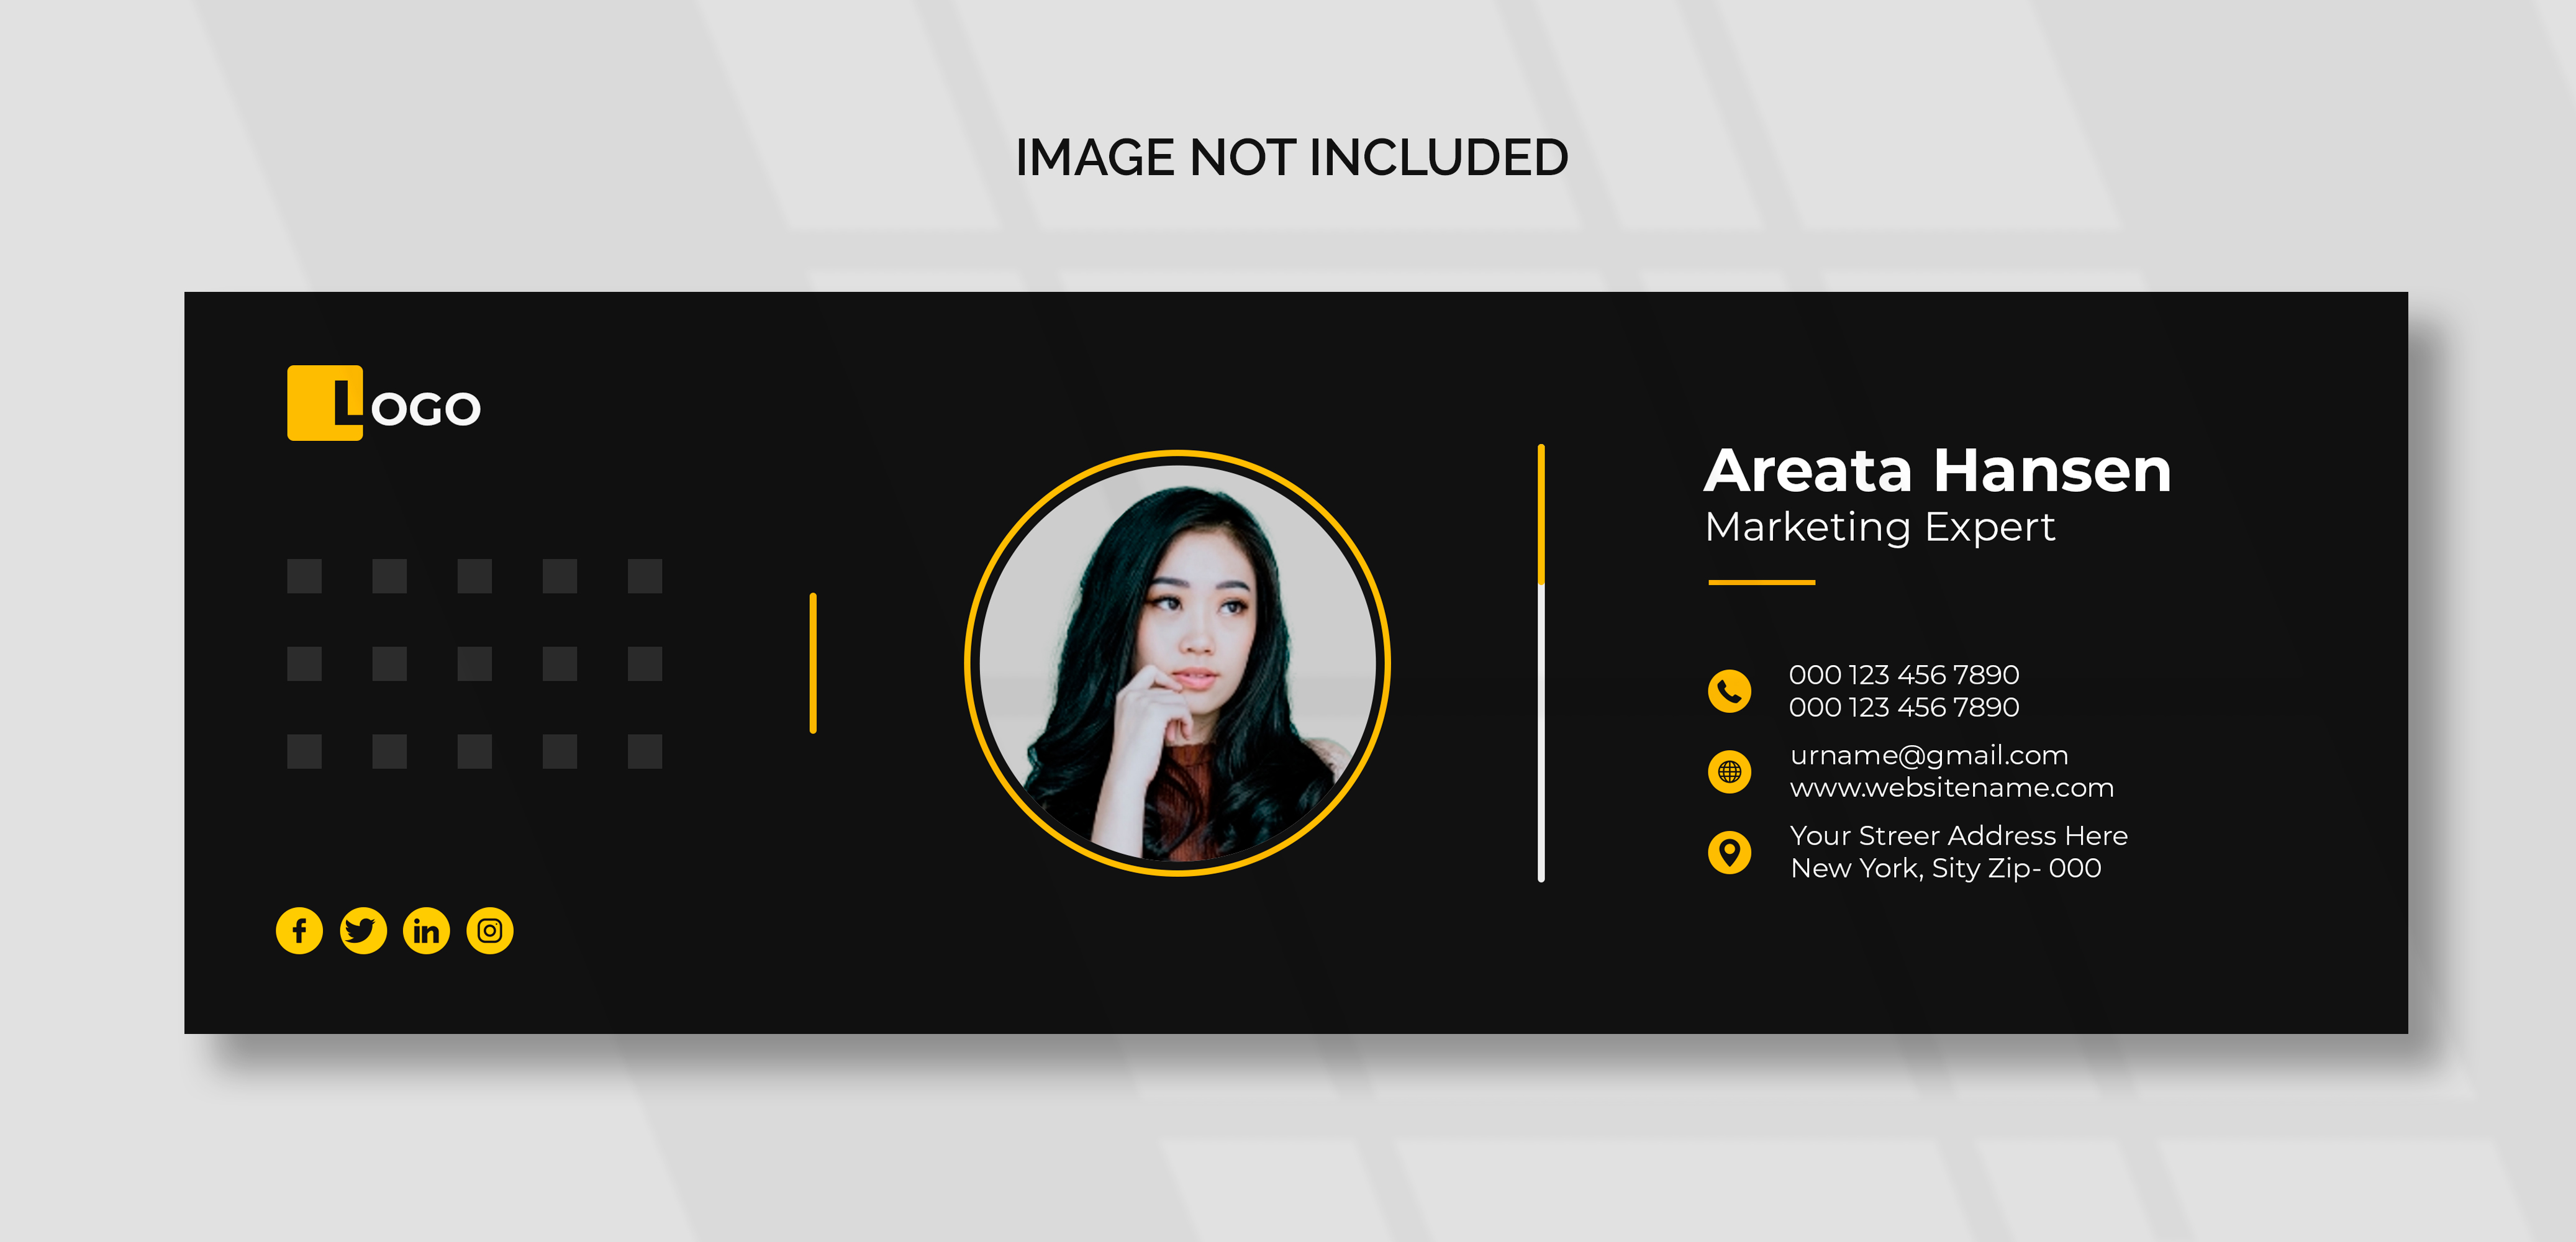 IMAGE NOT INCLUDED
LOGO
Areata Hansen
Marketing Expert
000 123 456 7890
000 123 456 7890
urname@gmail.com
www.websitename.com
Your Streer Address Here
New York, Sity Zip- 000
f
in